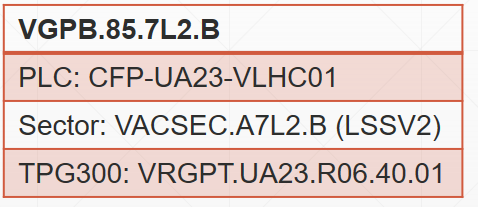 VGPB.85.7L2.B
PLC: CFP-UA23-VLHC01
Sector: VACSEC.A7L2.B (LSSV2)
TPG300: VRGPT.UA23.R06.40.01